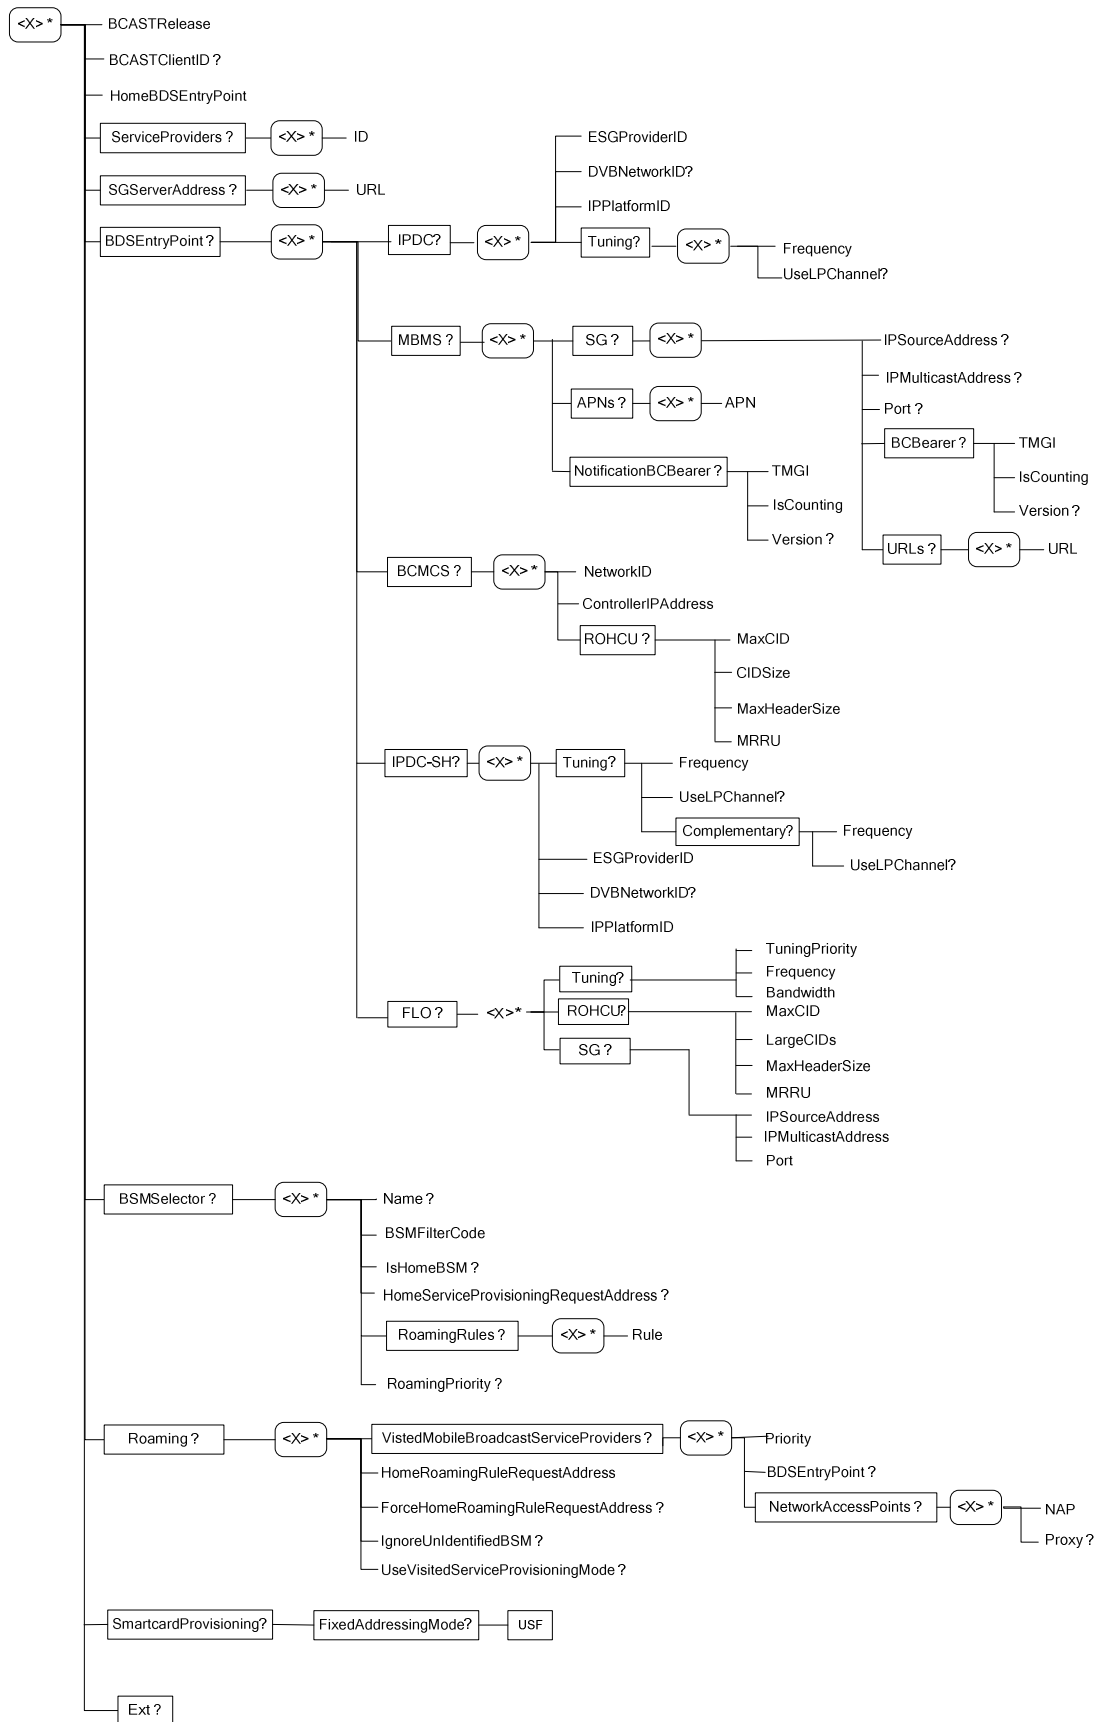 <X> *
BCASTRelease
BCASTClientID ?
HomeBDSEntryPoint
ServiceProviders ?
<X> *
ID
SGServerAddress ?
<X> *
URL
BDSEntryPoint ?
<X> *
IPDC?
<X> *
ESGProviderID
DVBNetworkID?
IPPlatformID
Tuning?
<X> *
Frequency
UseLPChannel?
MBMS ?
<X> *
SG ?
<X> *
IPSourceAddress ?
IPMulticastAddress ?
Port ?
BCBearer ?
TMGI
IsCounting
Version ?
URLs ?
<X> *
URL
APNs ?
<X> *
APN
NotificationBCBearer ?
TMGI
IsCounting
Version ?
BCMCS ?
<X> *
NetworkID
ControllerIPAddress
ROHCU ?
MaxCID
CIDSize
MaxHeaderSize
MRRU
IPDC-SH?
<X> *
Tuning?
Frequency
UseLPChannel?
Complementary?
Frequency
UseLPChannel?
ESGProviderID
DVBNetworkID?
IPPlatformID
FLO ?
<X>*
Tuning?
TuningPriority
Frequency
Bandwidth
ROHCU?
MaxCID
LargeCIDs
MaxHeaderSize
MRRU
SG ?
IPSourceAddress
IPMulticastAddress
Port
BSMSelector ?
<X> *
Name ?
BSMFilterCode
IsHomeBSM ?
HomeServiceProvisioningRequestAddress ?
RoamingRules ?
<X> *
Rule
RoamingPriority ?
Roaming ?
<X> *
VistedMobileBroadcastServiceProviders ?
<X> *
Priority
BDSEntryPoint ?
NetworkAccessPoints ?
<X> *
NAP
Proxy ?
HomeRoamingRuleRequestAddress
ForceHomeRoamingRuleRequestAddress ?
IgnoreUnIdentifiedBSM ?
UseVisitedServiceProvisioningMode ?
SmartcardProvisioning?
FixedAddressingMode?
USF
Ext ?